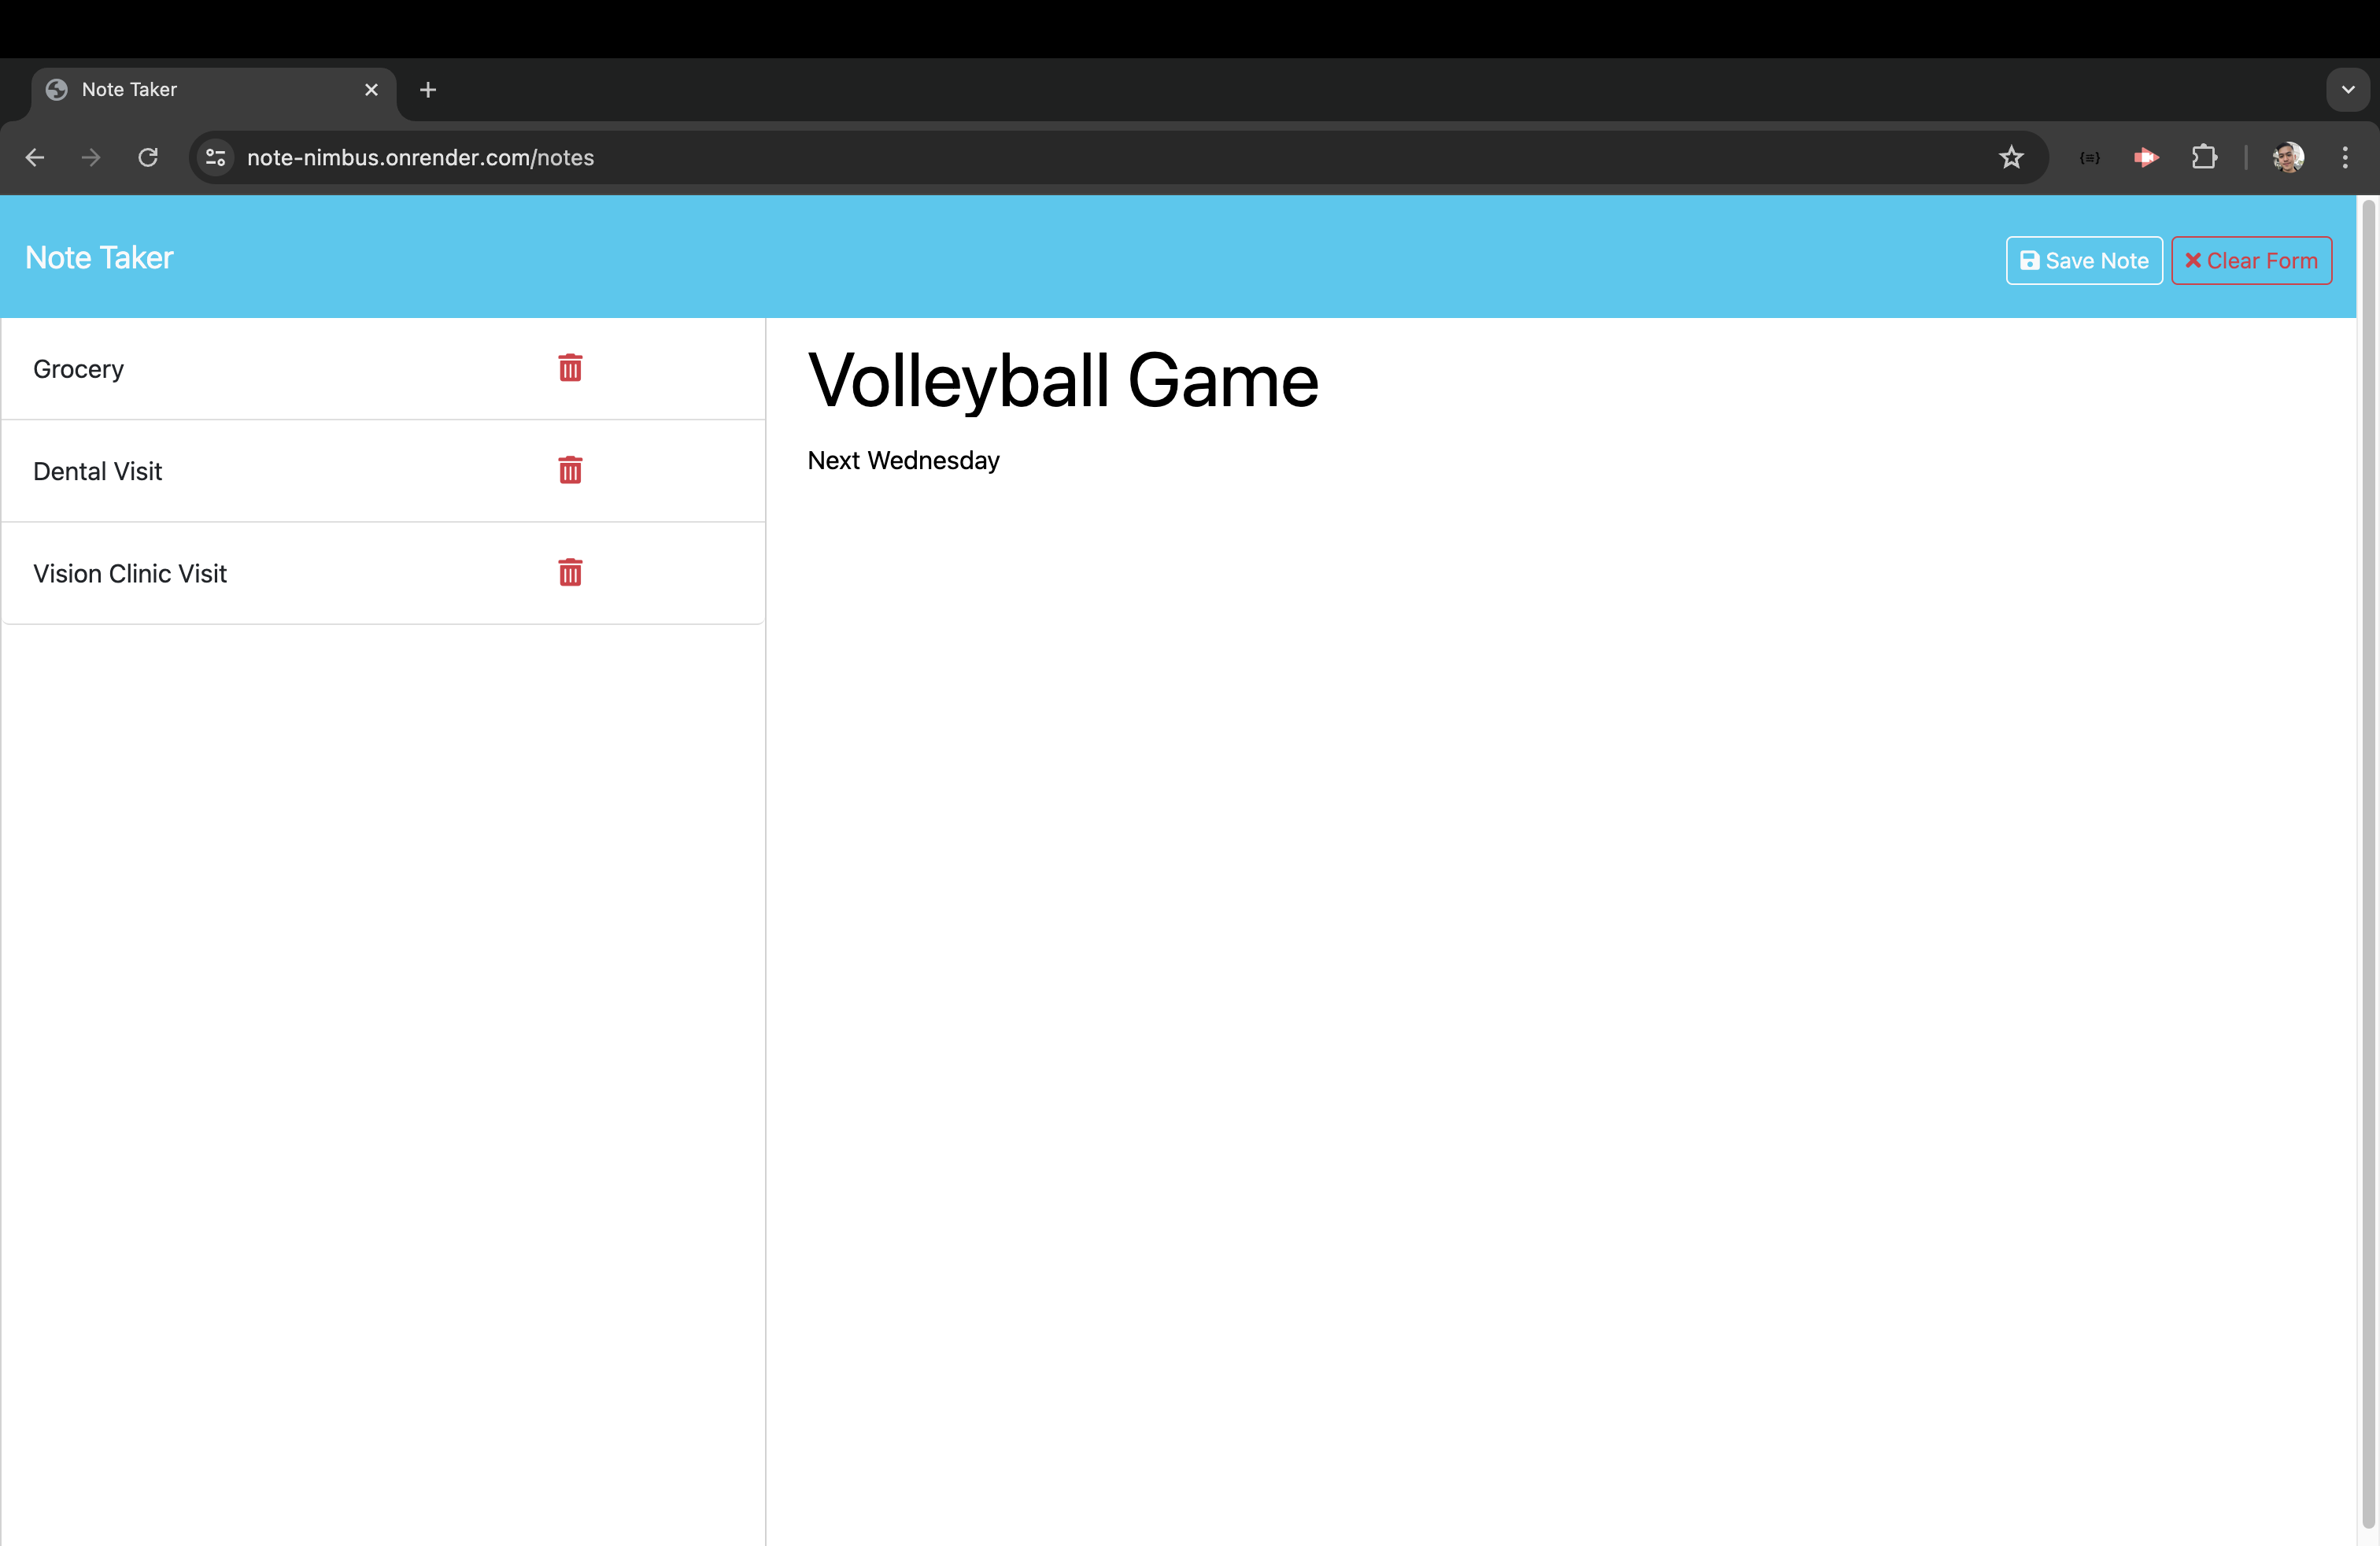 Note Taker
note-nimbus.onrender.com/notes
{≡}
Note Taker
Save Note
Clear Form
Grocery
Dental Visit
Vision Clinic Visit
Volleyball Game
Next Wednesday